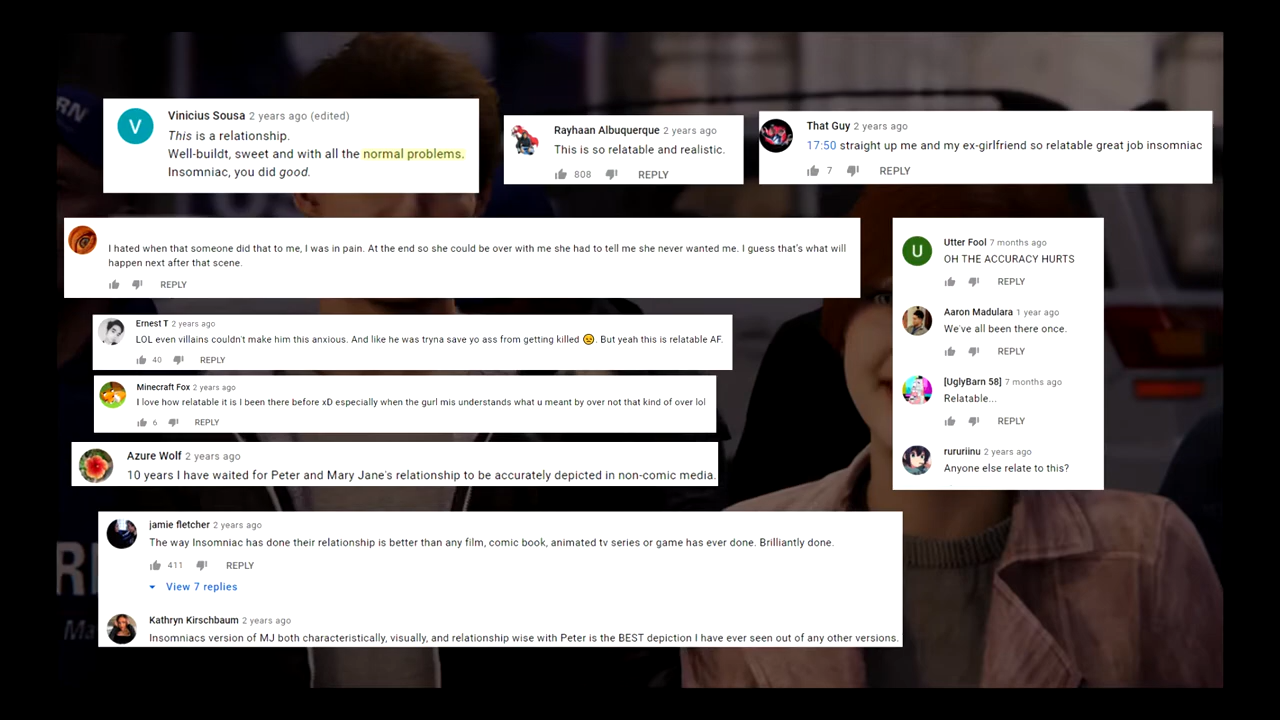 Vinicius Sousa 2 years ago (edited)
This is a relationship.
Well-buildt, sweet and with all the normal problems.
Insomniac, you did good.
Rayhaan Albuquerque 2 years ago
This is so relatable and realistic.
808 REPLY
That Guy 2 years ago
17:50 straight up me and my ex-girlfriend so relatable great job insomniac
7 REPLY
I hated when that someone did that to me, I was in pain. At the end so she could be over with me she had to tell me she never wanted me. I guess that's what will
happen next after that scene.
REPLY
Utter Fool 7 months ago
OH THE ACCURACY HURTS
REPLY
Aaron Madulara 1 year ago
We've all been there once.
REPLY
[UglyBarn 58] 7 months ago
Relatable...
REPLY
rururiinu 2 years ago
Anyone else relate to this?
Ernest T 2 years ago
LOL even villains couldn't make him this anxious. And like he was tryna save yo ass from getting killed 😥. But yeah this is relatable AF.
40 REPLY
Minecraft Fox 2 years ago
I love how relatable it is I been there before xD especially when the gurl mis understands what u meant by over not that kind of over lol
6 REPLY
Azure Wolf 2 years ago
10 years I have waited for Peter and Mary Jane's relationship to be accurately depicted in non-comic media.
jamie fletcher 2 years ago
The way Insomniac has done their relationship is better than any film, comic book, animated tv series or game has ever done. Brilliantly done.
411 REPLY
View 7 replies
Kathryn Kirschbaum 2 years ago
Insomniacs version of MJ both characteristically, visually, and relationship wise with Peter is the BEST depiction I have ever seen out of any other versions.